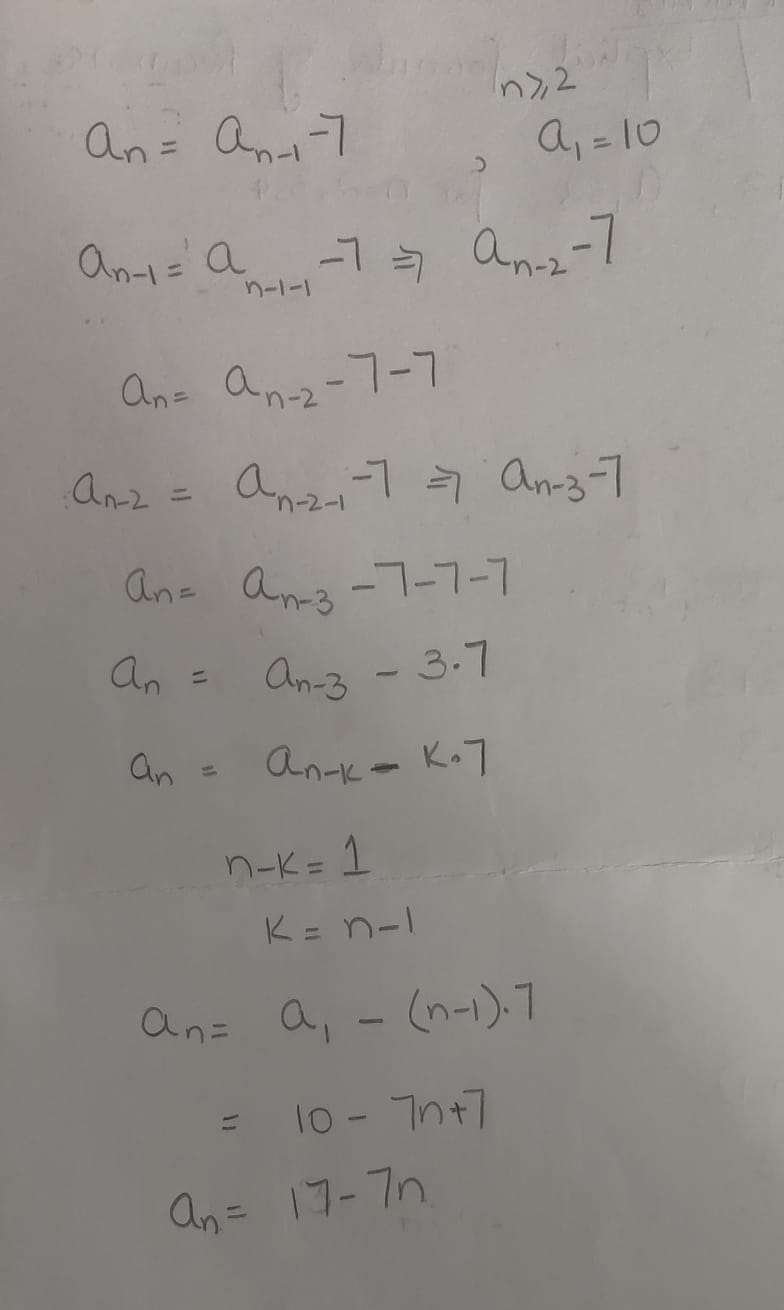 n≥2
aₙ = aₙ₋₁-7 , a₁=10
aₙ₋₁ = aₙ₋₁₋₁-7 ⇒ aₙ₋₂-7
aₙ = aₙ₋₂-7-7
aₙ₋₂ = aₙ₋₂₋₁-7 ⇒ aₙ₋₃-7
aₙ = aₙ₋₃-7-7-7
aₙ = aₙ₋₃ - 3.7
aₙ = aₙ₋ₖ - K.7
n-K=1
K=n-1
aₙ = a₁ - (n-1).7
= 10-7n+7
aₙ = 17-7n